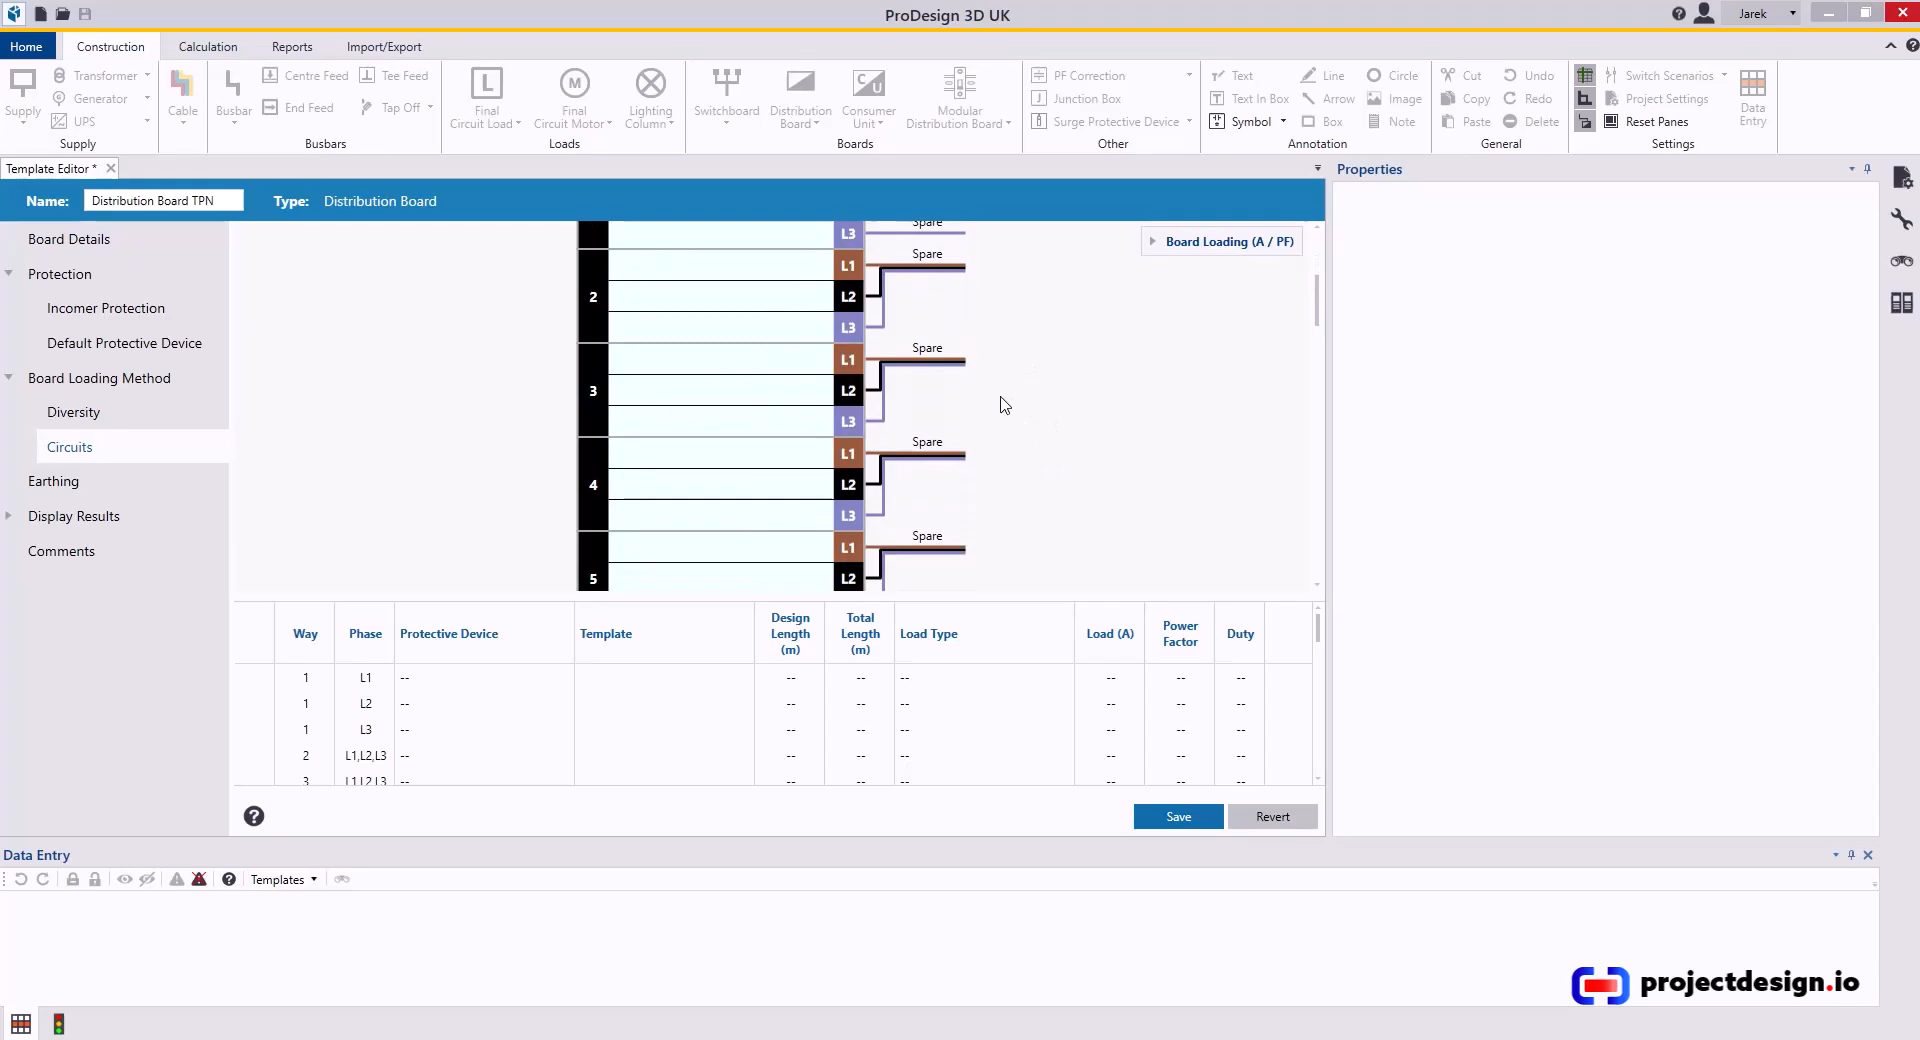 ProDesign 3D UK
Jarek
Home
Construction
Calculation
Reports
Import/Export
Supply
Transformer
Generator
UPS
Supply
Cable
Busbar
Centre Feed
Tee Feed
End Feed
Tap Off
Busbars
Final
Circuit Load
Final
Circuit Motor
Lighting
Column
Loads
Switchboard
Distribution
Board
Consumer
Unit
Modular
Distribution Board
Boards
PF Correction
Junction Box
Surge Protective Device
Other
Text
Line
Circle
Text In Box
Arrow
Image
Symbol
Box
Note
Annotation
Cut
Undo
Copy
Redo
Paste
Delete
General
Switch Scenarios
Project Settings
Reset Panes
Data
Entry
Settings
Template Editor *
Name: Distribution Board TPN Type: Distribution Board
Board Details
Protection
Incomer Protection
Default Protective Device
Board Loading Method
Diversity
Circuits
Earthing
Display Results
Comments
Spare
L3
Board Loading (A / PF)
Spare
L1
2 L2
L3
Spare
L1
3 L2
L3
Spare
L1
4 L2
L3
Spare
L1
5 L2
Way Phase Protective Device Template Design Length (m) Total Length (m) Load Type Load (A) Power Factor Duty
1 L1 -- -- -- -- -- -- --
1 L2 -- -- -- -- -- -- --
1 L3 -- -- -- -- -- -- --
2 L1,L2,L3 -- -- -- -- -- -- --
3 L1,L2,L3 -- -- -- -- -- -- --
Save
Revert
Properties
Data Entry
Templates
projectdesign.io